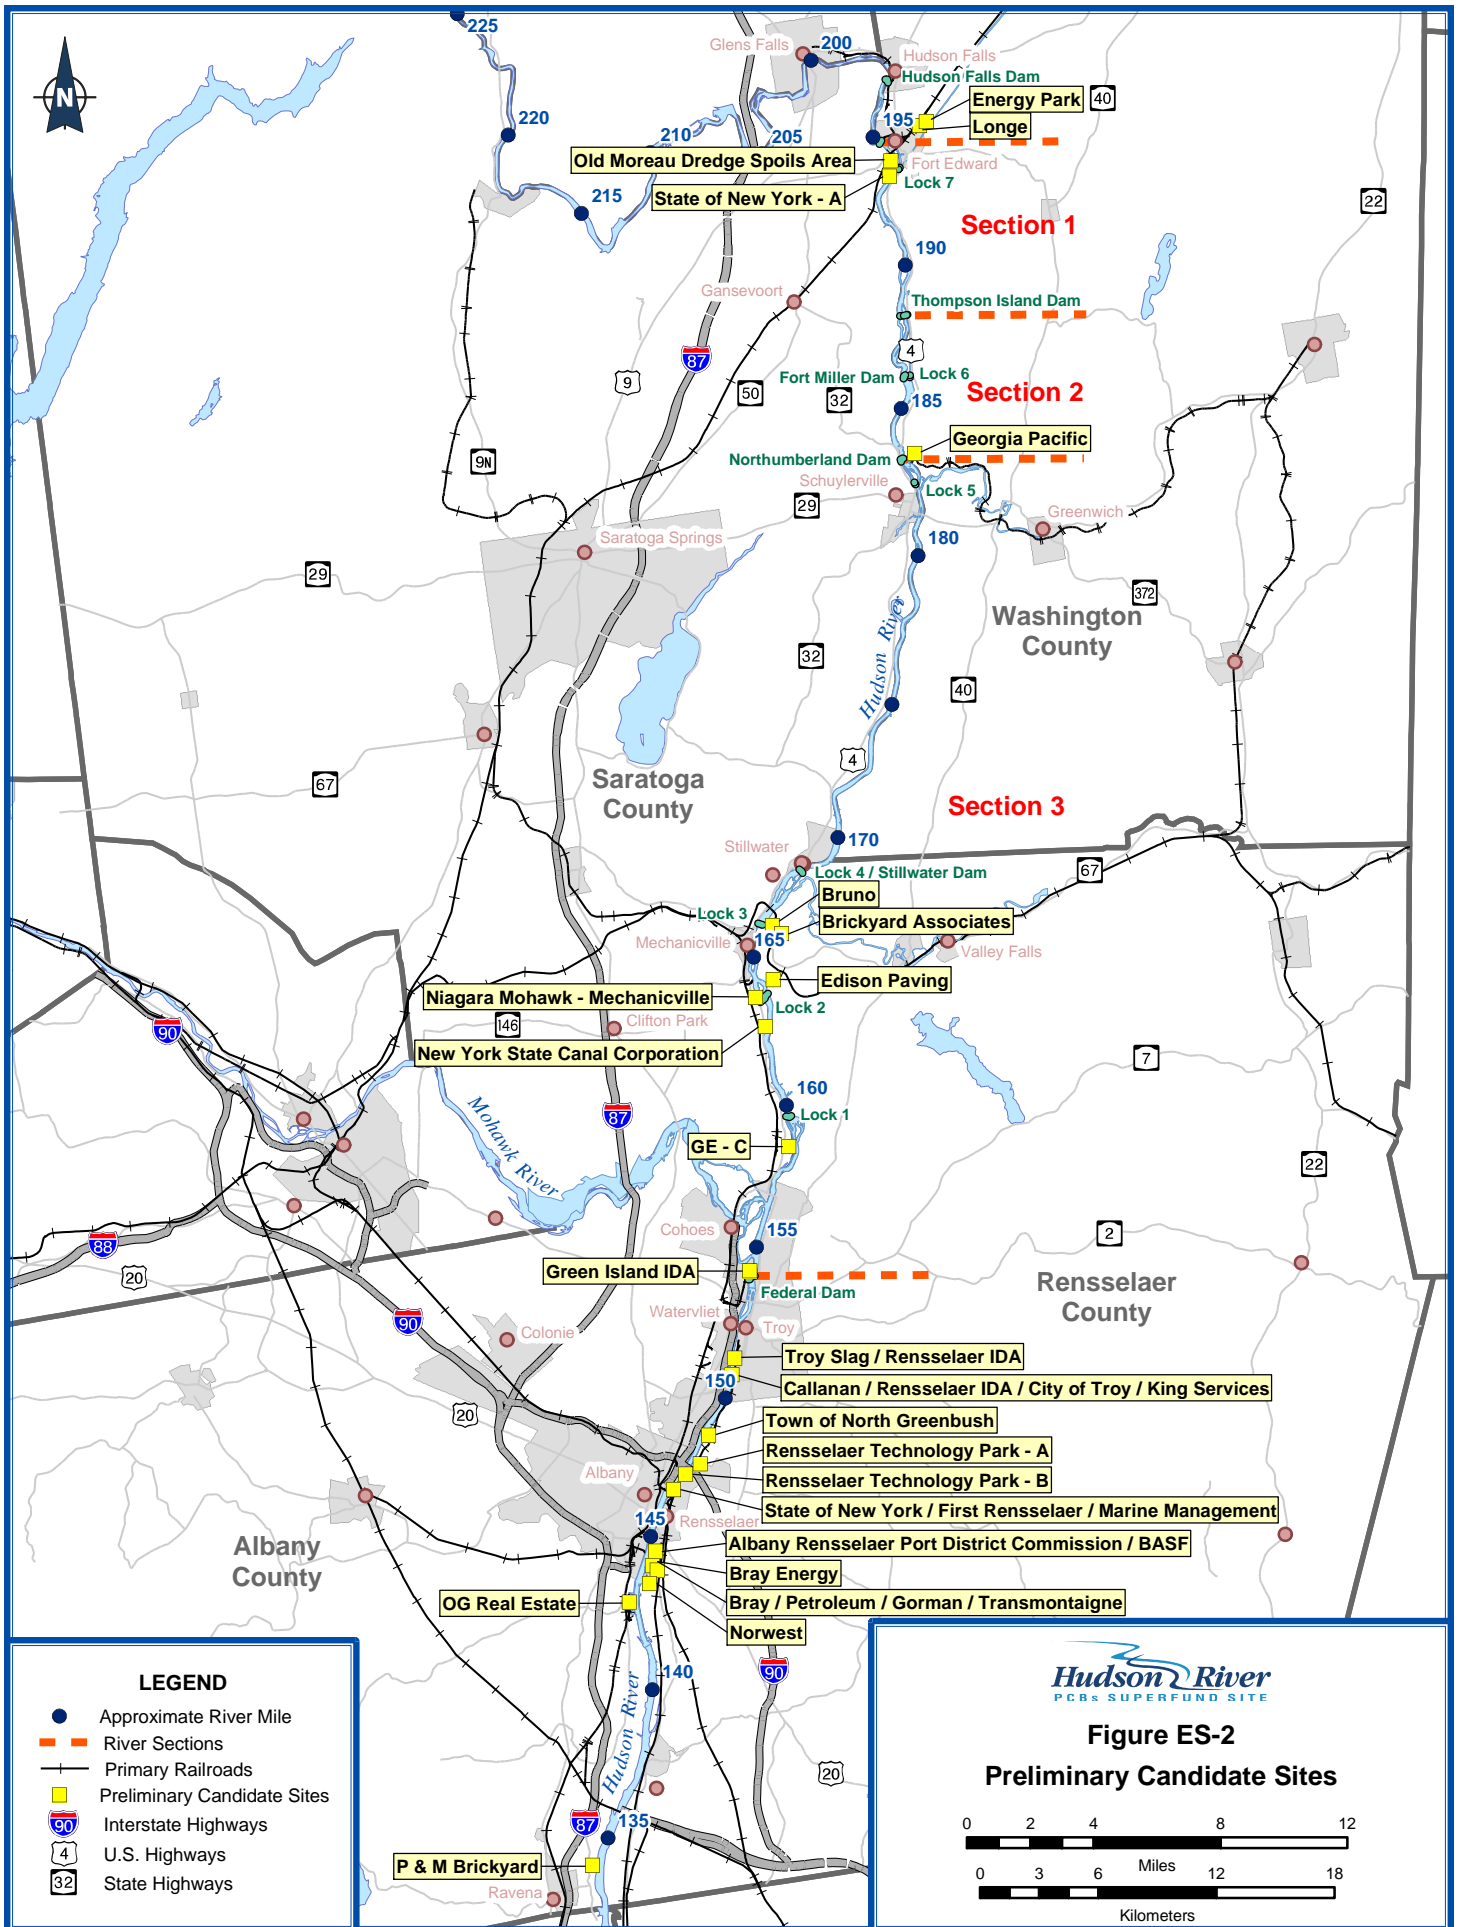 225
200
Glens Falls
Hudson Falls
Hudson Falls Dam
N
Energy Park
40
Longe
220
210
205
195
Old Moreau Dredge Spoils Area
Fort Edward
Lock 7
State of New York - A
215
22
Section 1
190
Gansevoort
Thompson Island Dam
87
4
9
50
Fort Miller Dam
Lock 6
32
Section 2
185
Georgia Pacific
9N
Northumberland Dam
Schuylerville
Lock 5
29
Greenwich
Saratoga Springs
180
29
372
Washington
County
Hudson River
32
40
4
67
Saratoga
County
Section 3
170
Stillwater
Lock 4 / Stillwater Dam
67
Bruno
Lock 3
Brickyard Associates
Mechanicville
165
Valley Falls
Edison Paving
Niagara Mohawk - Mechanicville
Lock 2
90
146
Clifton Park
New York State Canal Corporation
7
160
Mohawk River
87
Lock 1
GE - C
22
Cohoes
155
2
88
20
Green Island IDA
Federal Dam
Rensselaer
County
Watervliet
Troy
90
Colonie
Troy Slag / Rensselaer IDA
150
Callanan / Rensselaer IDA / City of Troy / King Services
20
Town of North Greenbush
Rensselaer Technology Park - A
Albany
Rensselaer Technology Park - B
State of New York / First Rensselaer / Marine Management
145
Rensselaer
Albany
County
Albany Rensselaer Port District Commission / BASF
Bray Energy
OG Real Estate
Bray / Petroleum / Gorman / Transmontaigne
Norwest
140
90
Hudson River
20
87
135
P & M Brickyard
Ravena
LEGEND
Approximate River Mile
River Sections
Primary Railroads
Preliminary Candidate Sites
90 Interstate Highways
4 U.S. Highways
32 State Highways
Hudson River
PCBs SUPERFUND SITE
Figure ES-2
Preliminary Candidate Sites
0 2 4 8 12
Miles
0 3 6 12 18
Kilometers